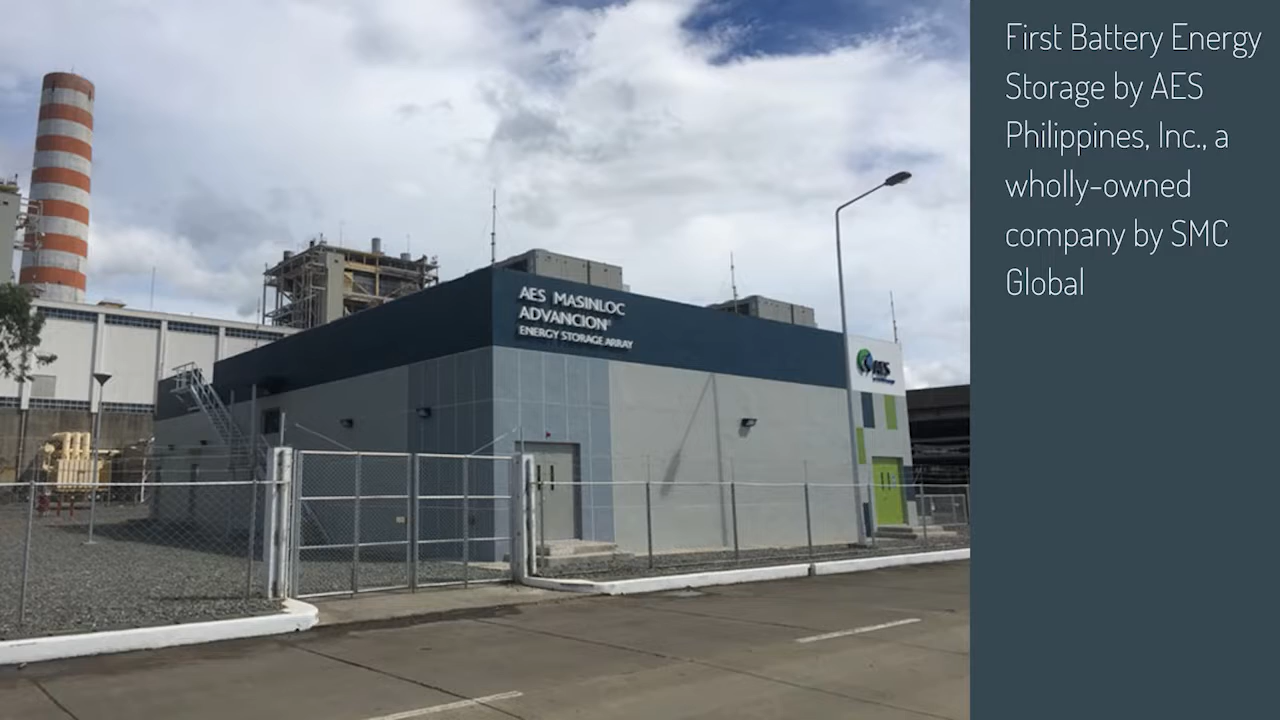 First Battery Energy
Storage by AES
Philippines, Inc., a
wholly-owned
company by SMC
Global
AES MASINLOC
ADVANCION®
ENERGY STORAGE ARRAY
AES